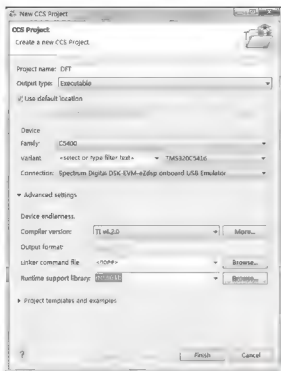 New CCS Project
CCS Project
Create a new CCS Project.
Project name: DFT
Output type: Executable
Use default location
Device
Family: C5400
Variant: <select or type filter text> TMS320C5416
Connection: Spectrum Digital DSK-EVM-eZdsp onboard USB Emulator
Advanced settings
Device endianness:
Compiler version: TI v4.2.0 More...
Output format:
Linker command file: <none> Browse...
Runtime support library: Browse...
Project templates and examples
?
Finish Cancel